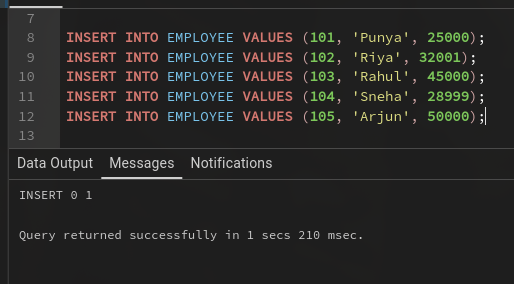 7
8 INSERT INTO EMPLOYEE VALUES (101, 'Punya', 25000);
9 INSERT INTO EMPLOYEE VALUES (102, 'Riya', 32001);
10 INSERT INTO EMPLOYEE VALUES (103, 'Rahul', 45000);
11 INSERT INTO EMPLOYEE VALUES (104, 'Sneha', 28999);
12 INSERT INTO EMPLOYEE VALUES (105, 'Arjun', 50000);
13
Data Output Messages Notifications
INSERT 0 1
Query returned successfully in 1 secs 210 msec.